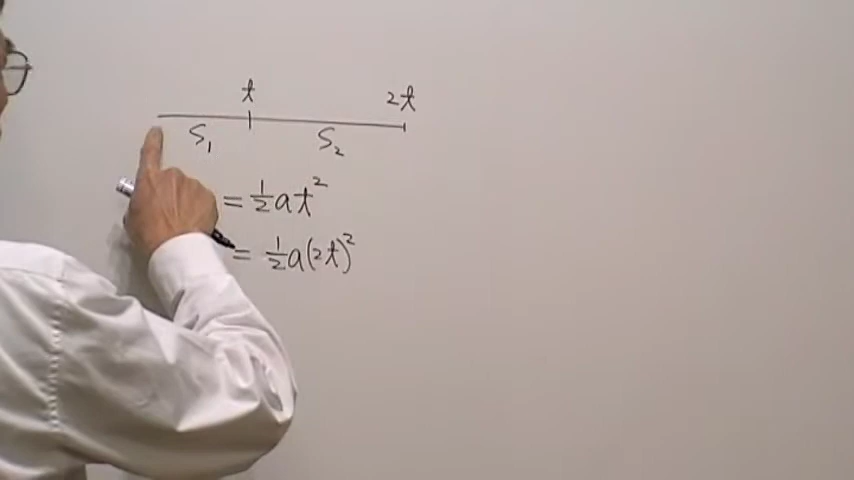 t 2t
S₁ S₂
= ½at²
= ½a(2t)²